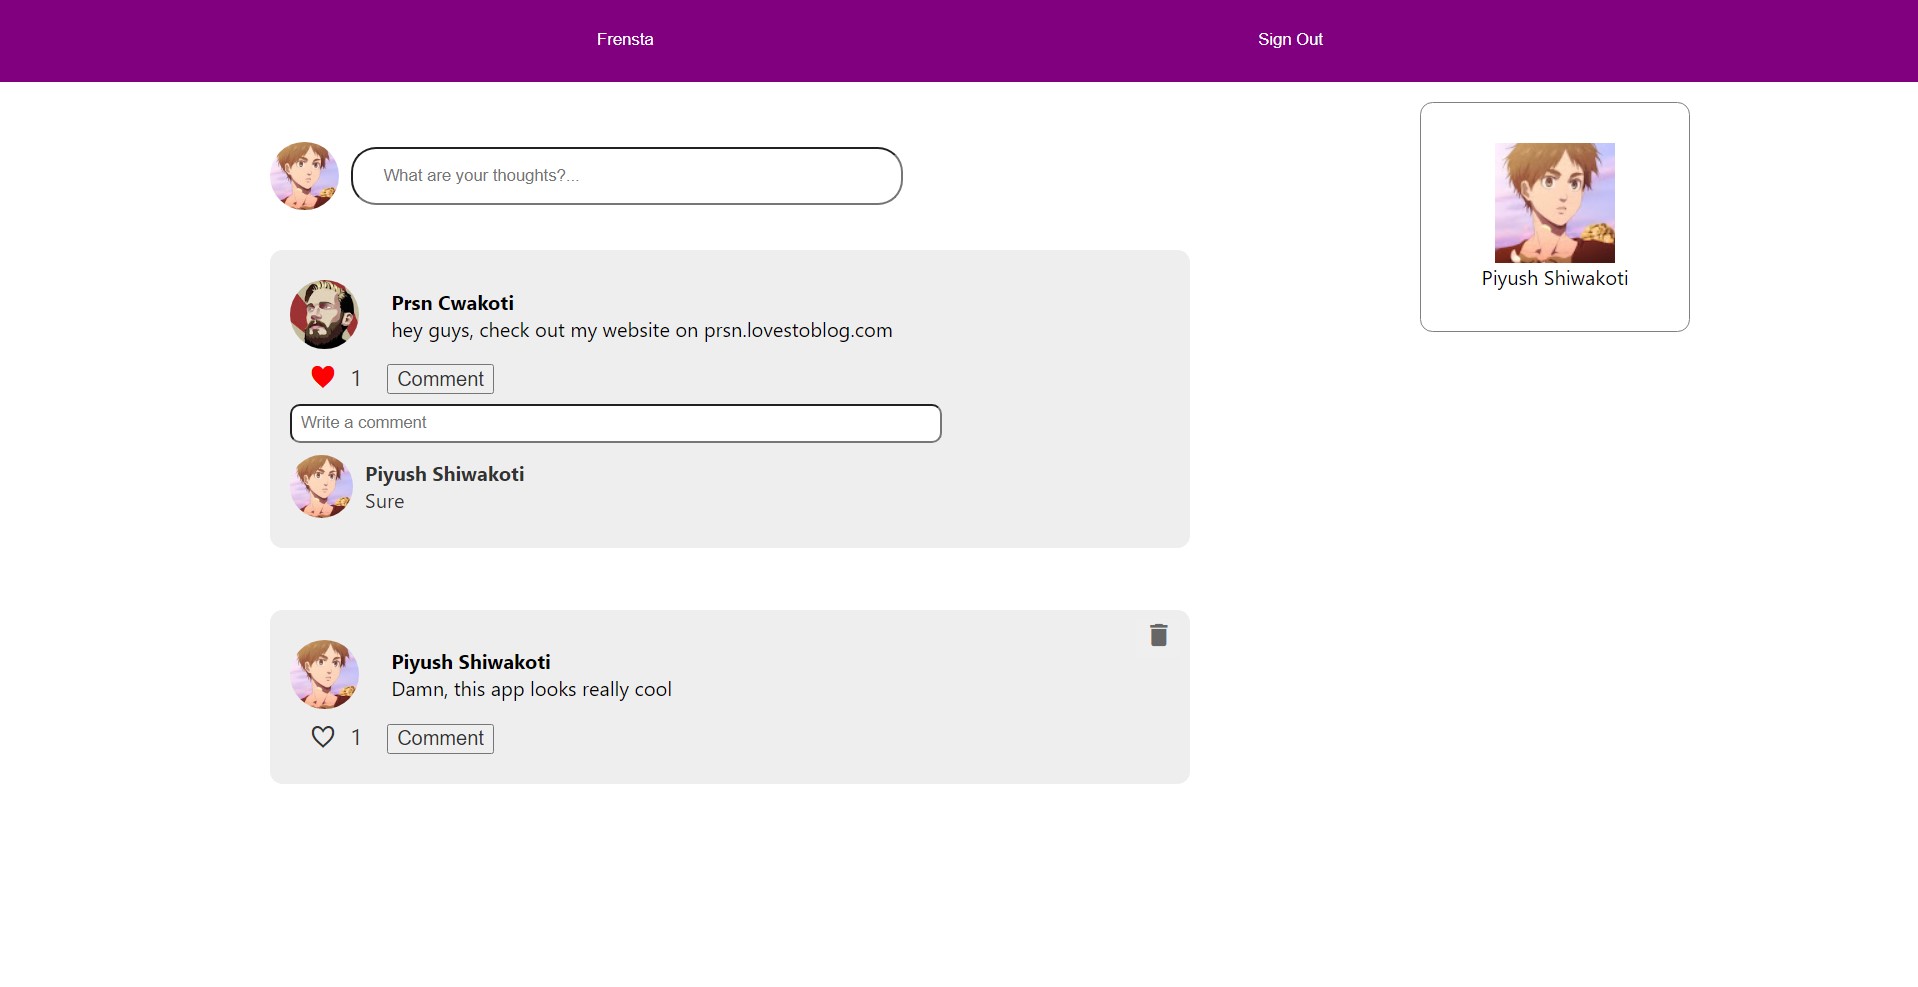 Frensta
Sign Out
What are your thoughts?...
Prsn Cwakoti
hey guys, check out my website on prsn.lovestoblog.com
1
Comment
Write a comment
Piyush Shiwakoti
Sure
Piyush Shiwakoti
Damn, this app looks really cool
1
Comment
Piyush Shiwakoti